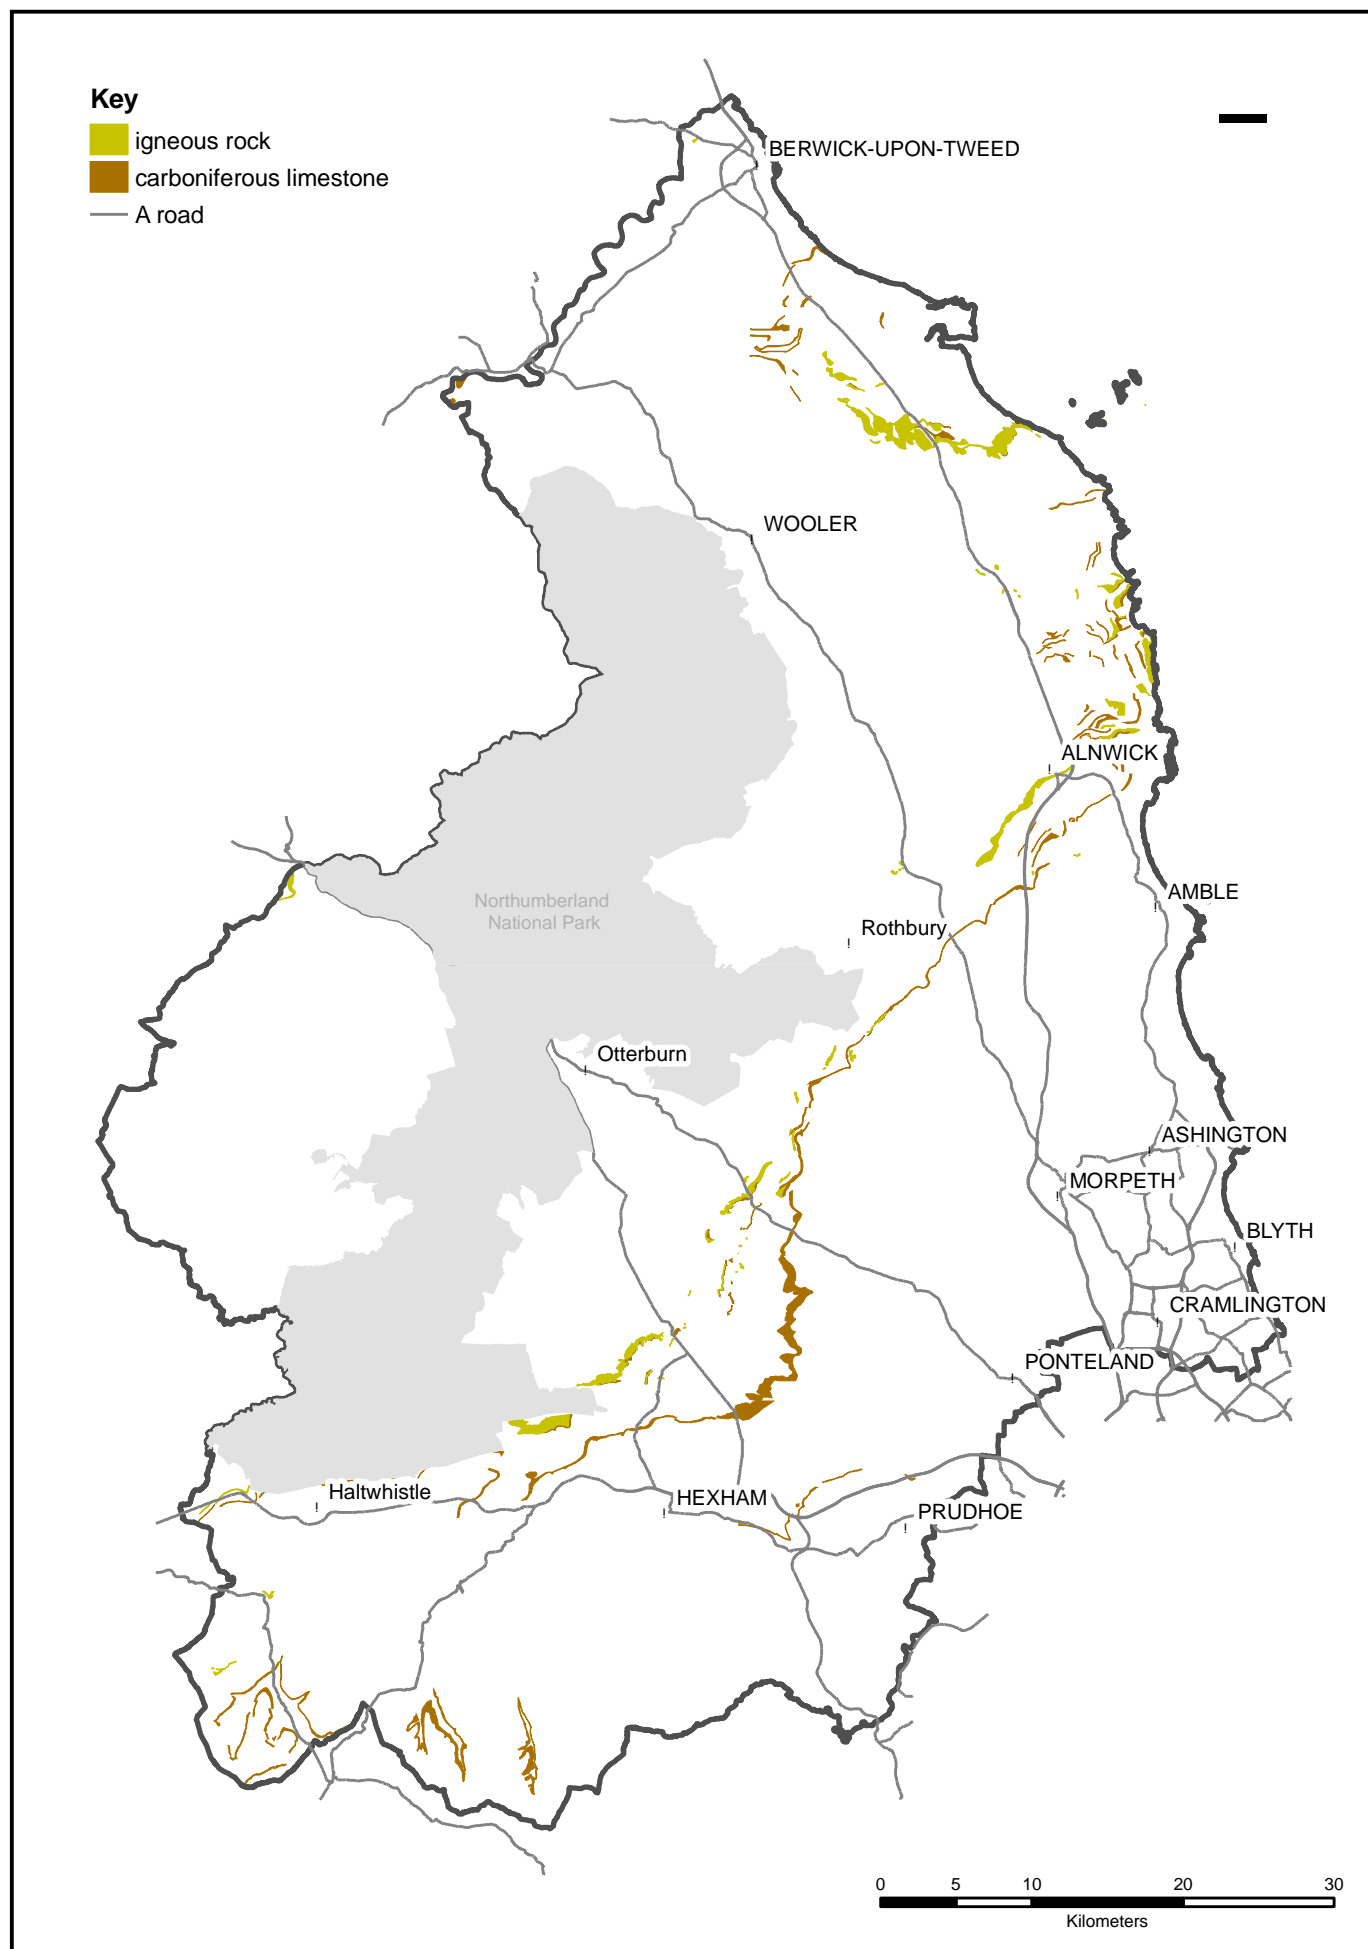 Key
igneous rock
carboniferous limestone
A road
BERWICK-UPON-TWEED
WOOLER
ALNWICK
Northumberland
National Park
AMBLE
Rothbury
Otterburn
ASHINGTON
MORPETH
BLYTH
CRAMLINGTON
PONTELAND
Haltwhistle
HEXHAM
PRUDHOE
0 5 10 20 30
Kilometers